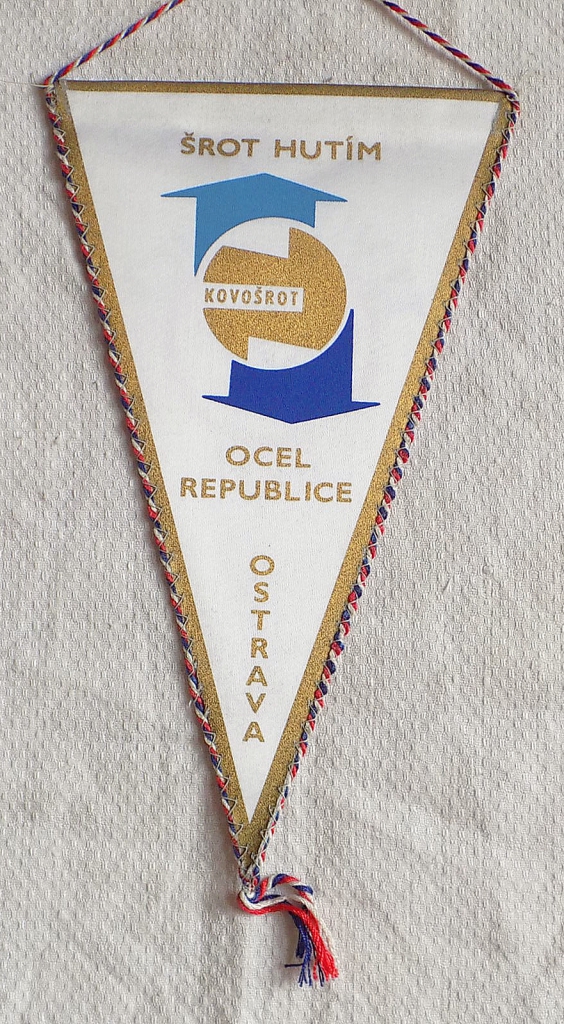 ŠROT HUTÍM
KOVOŠROT
OCEL
REPUBLICE
OSTRAVA